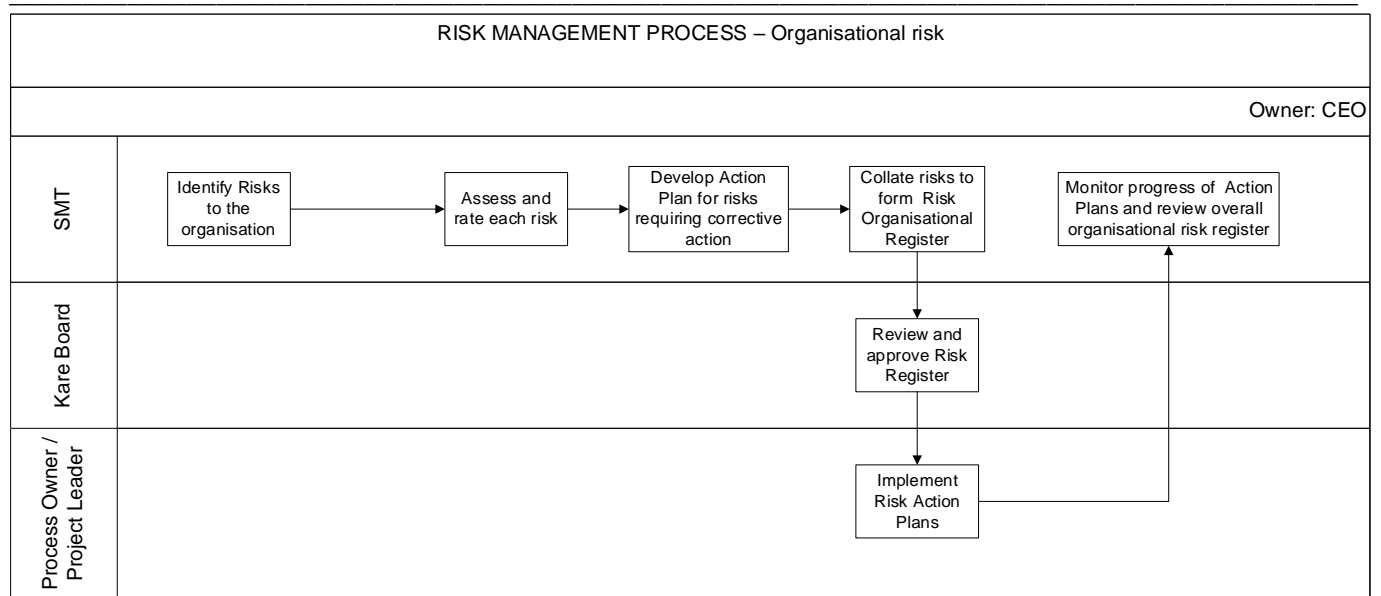 RISK MANAGEMENT PROCESS – Organisational risk
Owner: CEO
SMT
Identify Risks
to the
organisation
Assess and
rate each risk
Develop Action
Plan for risks
requiring corrective
action
Collate risks to
form Risk
Organisational
Register
Monitor progress of Action
Plans and review overall
organisational risk register
Kare Board
Review and
approve Risk
Register
Process Owner /
Project Leader
Implement
Risk Action
Plans